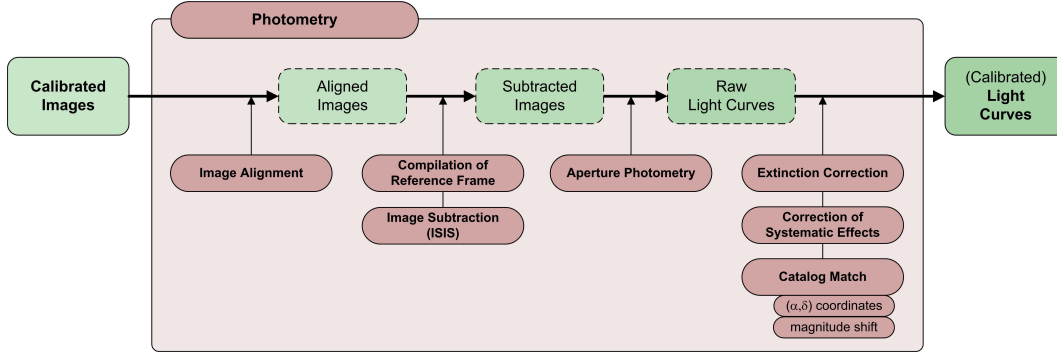 Photometry
Calibrated
Images
Aligned
Images
Subtracted
Images
Raw
Light Curves
(Calibrated)
Light
Curves
Image Alignment
Compilation of
Reference Frame
Image Subtraction
(ISIS)
Aperture Photometry
Extinction Correction
Correction of
Systematic Effects
Catalog Match
(α,δ) coordinates
magnitude shift